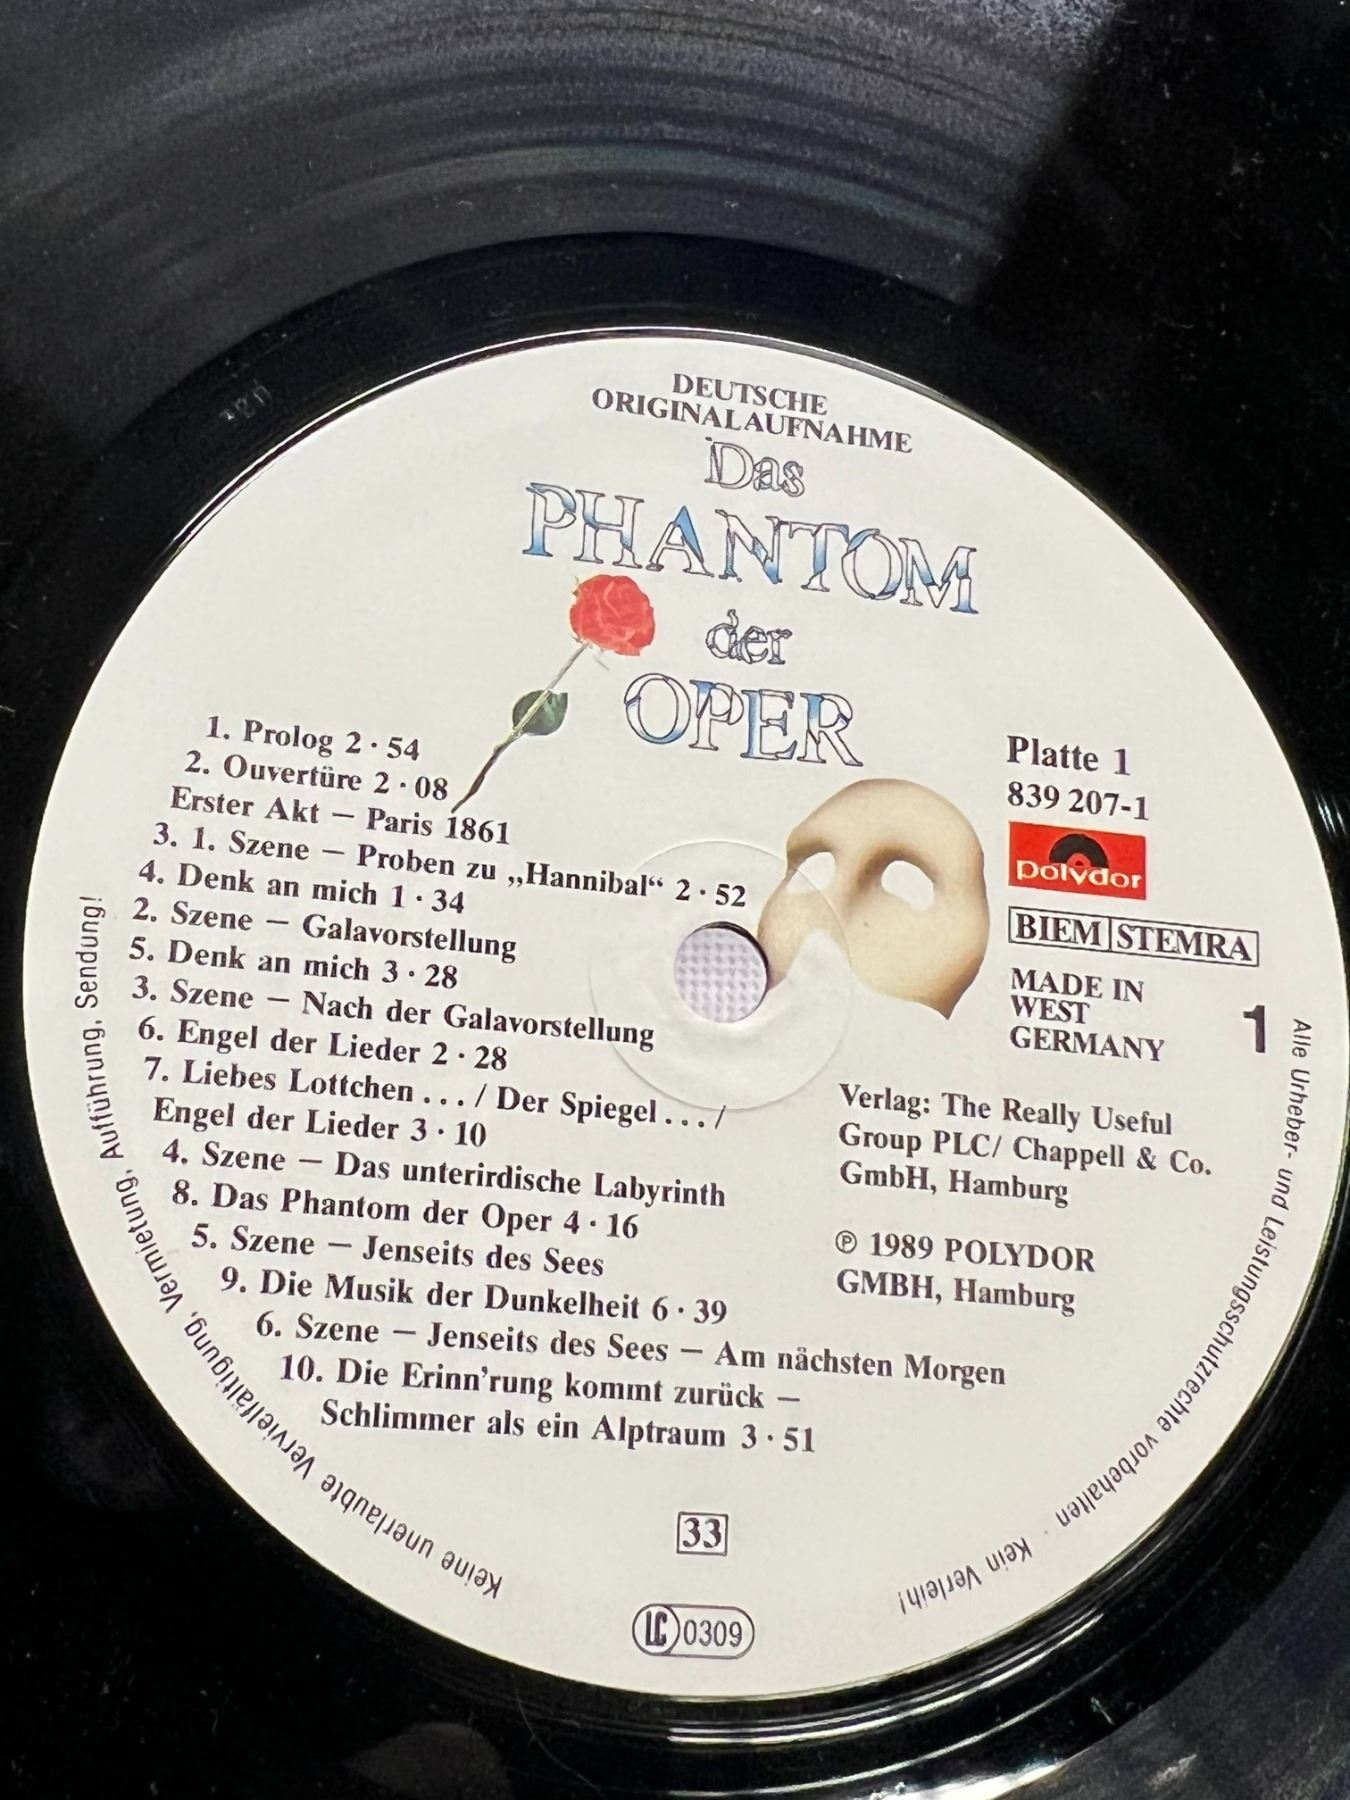 DEUTSCHE
ORIGINALAUFNAHME
Das
PHANTOM
der
OPER
1. Prolog 2 · 54
2. Ouvertüre 2 · 08
Erster Akt – Paris 1861
3. 1. Szene – Proben zu „Hannibal“ 2 · 52
4. Denk an mich 1 · 34
2. Szene – Galavorstellung
5. Denk an mich 3 · 28
3. Szene – Nach der Galavorstellung
6. Engel der Lieder 2 · 28
7. Liebes Lottchen . . . / Der Spiegel . . . /
Engel der Lieder 3 · 10
4. Szene – Das unterirdische Labyrinth
8. Das Phantom der Oper 4 · 16
5. Szene – Jenseits des Sees
9. Die Musik der Dunkelheit 6 · 39
6. Szene – Jenseits des Sees – Am nächsten Morgen
10. Die Erinn’rung kommt zurück –
Schlimmer als ein Alptraum 3 · 51
Platte 1
839 207-1
polydor
BIEM STEMRA
MADE IN
WEST
GERMANY
1
Verlag: The Really Useful
Group PLC/ Chappell & Co.
GmbH, Hamburg
℗ 1989 POLYDOR
GMBH, Hamburg
33
LC 0309
Alle Urheber- und Leistungsschutzrechte vorbehalten · Kein Verleih!
Keine unerlaubte Vervielfältigung, Vermietung, Aufführung, Sendung!